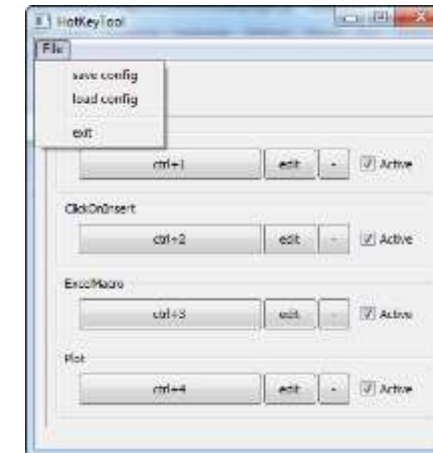 HotKeyTool
File
save config
load config
exit
ctrl+1 edit - Active
ClickOnInsert
ctrl+2 edit - Active
ExcelMacro
ctrl+3 edit - Active
Plot
ctrl+4 edit - Active